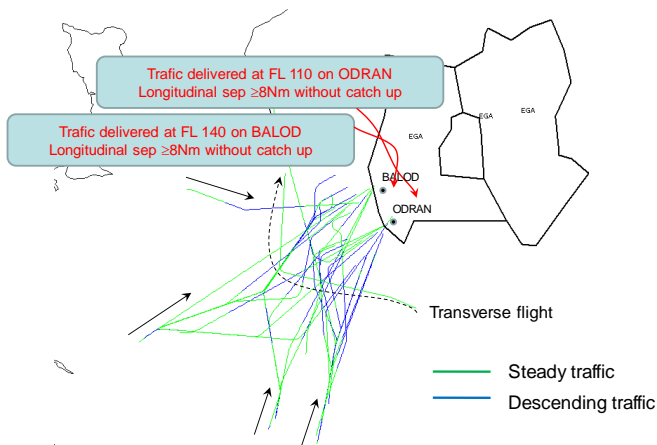 Trafic delivered at FL 110 on ODRAN
Longitudinal sep ≥8Nm without catch up
Trafic delivered at FL 140 on BALOD
Longitudinal sep ≥8Nm without catch up
EGA
EGA
EGA
BALOD
ODRAN
Transverse flight
Steady traffic
Descending traffic